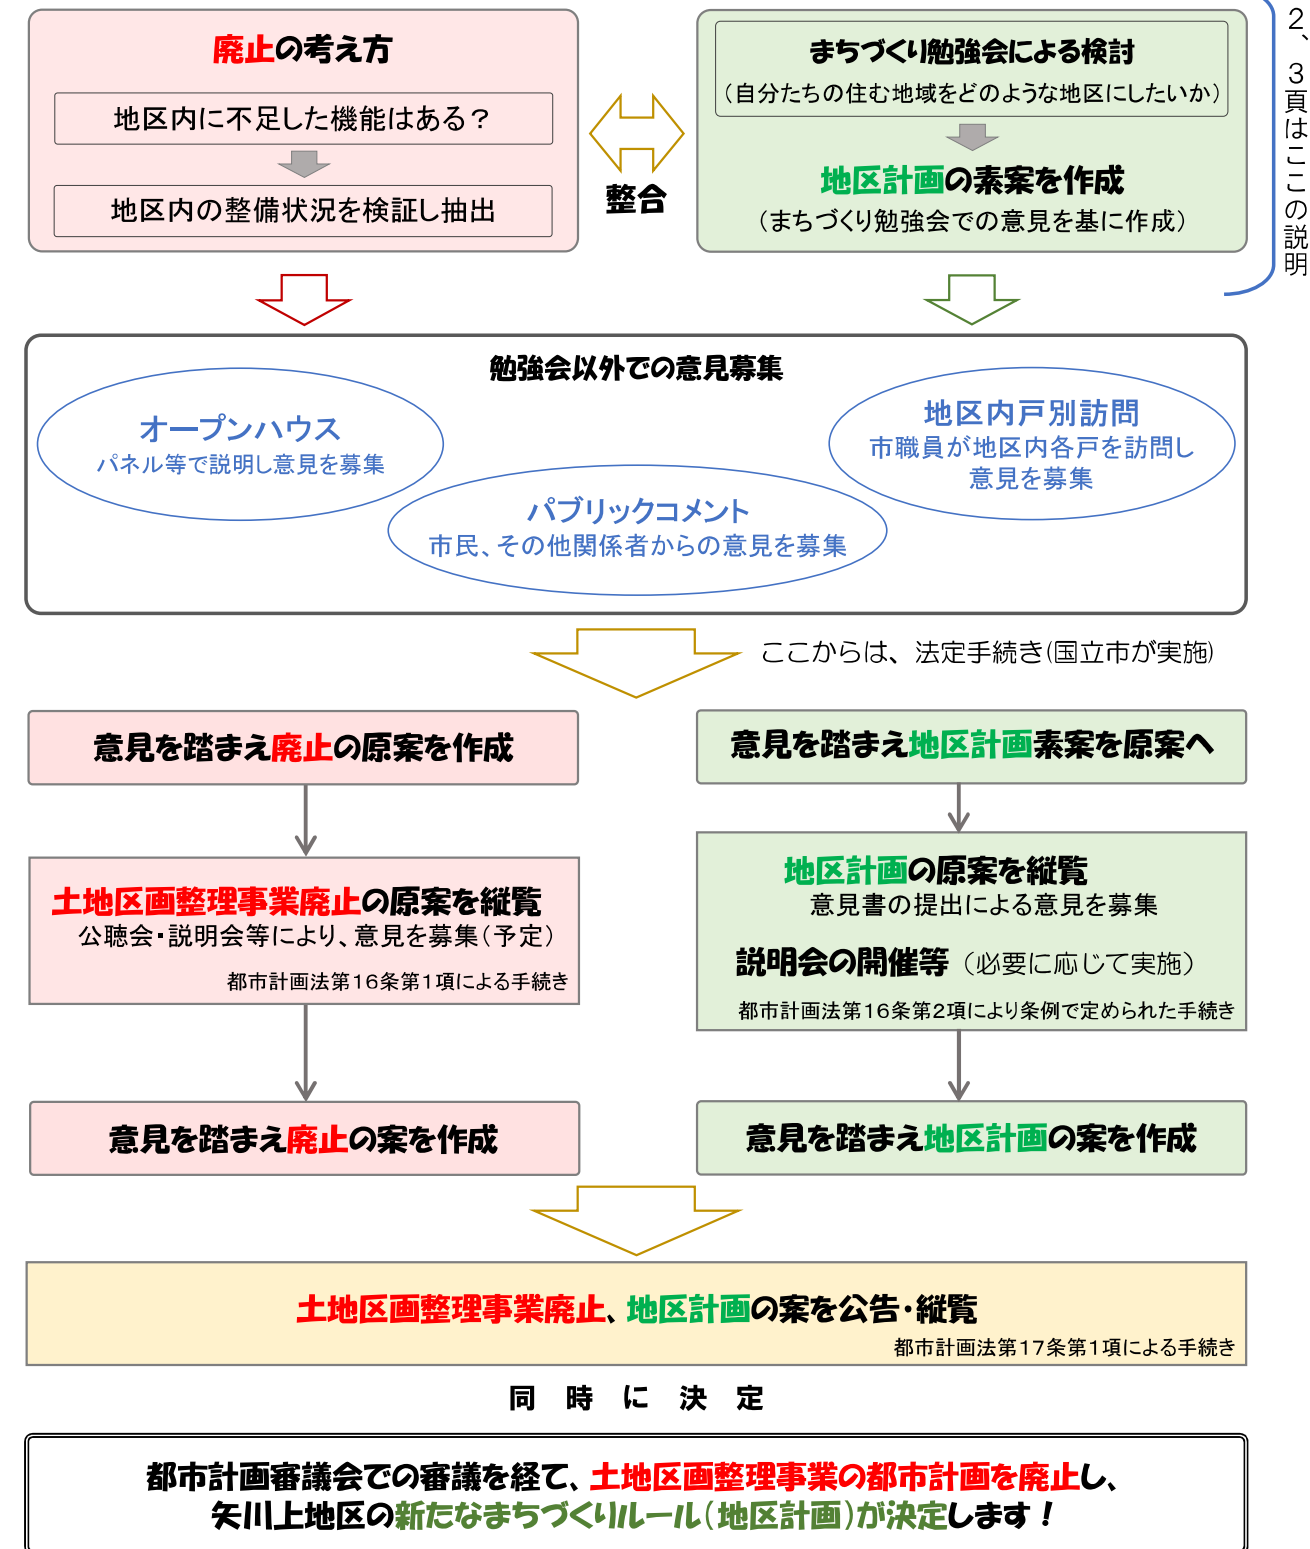 廃止の考え方
地区内に不足した機能はある？
地区内の整備状況を検証し抽出
整合
まちづくり勉強会による検討
（自分たちの住む地域をどのような地区にしたいか）
地区計画の素案を作成
（まちづくり勉強会での意見を基に作成）
２、３頁はここの説明
勉強会以外での意見募集
オープンハウス
パネル等で説明し意見を募集
地区内戸別訪問
市職員が地区内各戸を訪問し
意見を募集
パブリックコメント
市民、その他関係者からの意見を募集
ここからは、法定手続き(国立市が実施)
意見を踏まえ廃止の原案を作成
土地区画整理事業廃止の原案を縦覧
公聴会・説明会等により、意見を募集（予定）
都市計画法第１６条第１項による手続き
意見を踏まえ廃止の案を作成
意見を踏まえ地区計画素案を原案へ
地区計画の原案を縦覧
意見書の提出による意見を募集
説明会の開催等（必要に応じて実施）
都市計画法第１６条第２項により条例で定められた手続き
意見を踏まえ地区計画の案を作成
土地区画整理事業廃止、地区計画の案を公告・縦覧
都市計画法第１７条第１項による手続き
同　時　に　決　定
都市計画審議会での審議を経て、土地区画整理事業の都市計画を廃止し、
矢川上地区の新たなまちづくりルール（地区計画）が決定します！